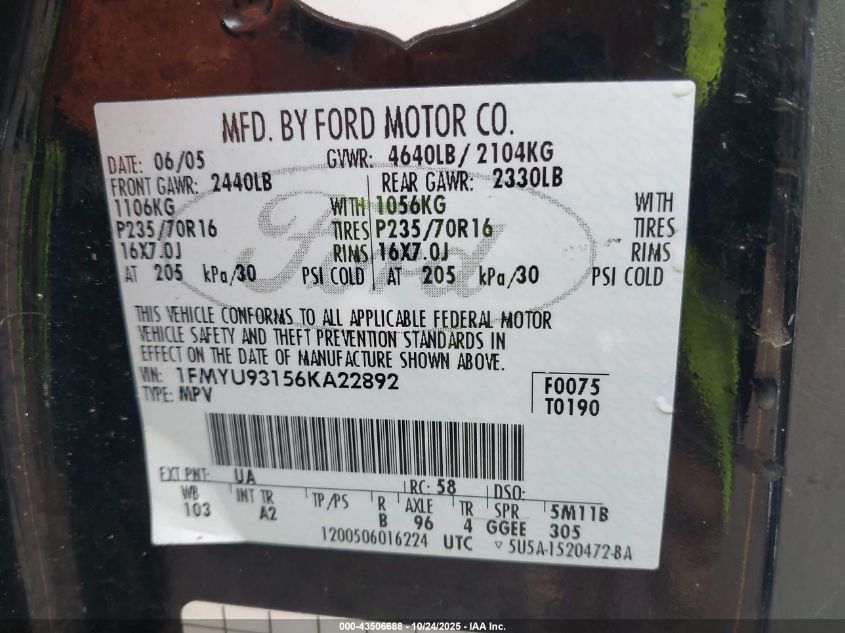 MFD. BY FORD MOTOR CO.
DATE: 06/05 GVWR: 4640LB / 2104KG
FRONT GAWR: 2440LB REAR GAWR: 2330LB
1106KG WITH 1056KG WITH
P235/70R16 TIRES P235/70R16 TIRES
16X7.0J RIMS 16X7.0J RIMS
AT 205 kPa/30 PSI COLD AT 205 kPa/30 PSI COLD
Ford
THIS VEHICLE CONFORMS TO ALL APPLICABLE FEDERAL MOTOR
VEHICLE SAFETY AND THEFT PREVENTION STANDARDS IN
EFFECT ON THE DATE OF MANUFACTURE SHOWN ABOVE.
VIN: 1FMYU93156KA22892 F0075
TYPE: MPV T0190
EXT PNT: UA RC: 58 DSO:
WB INT TR TP/PS R AXLE TR SPR 5M11B
103 A2 B 96 4 GGEE 305
1200506016224 UTC ▽ 5U5A-1520472-BA
000-43506688 - 10/24/2025 - IAA Inc.